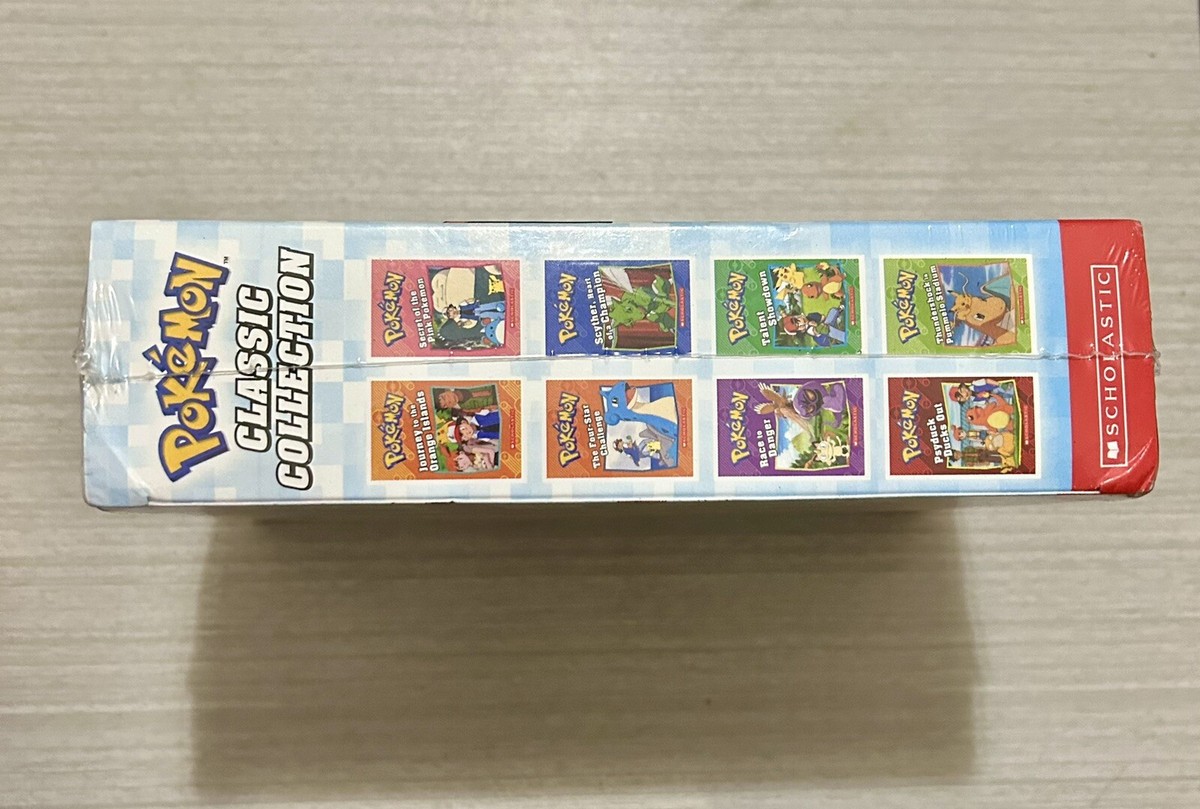 POKéMON™
CLASSIC
COLLECTION
POKéMON
Journey to the
Orange Islands
POKéMON
Secret of the
Pink Pokémon
POKéMON
The Four-Star
Challenge
POKéMON
Scyther, Heart
of a Champion
POKéMON
Race to
Danger
POKéMON
Talent
Showdown
POKéMON
Psyduck
Ducks Out
POKéMON
Thundershock in
Pummelo Stadium
SCHOLASTIC